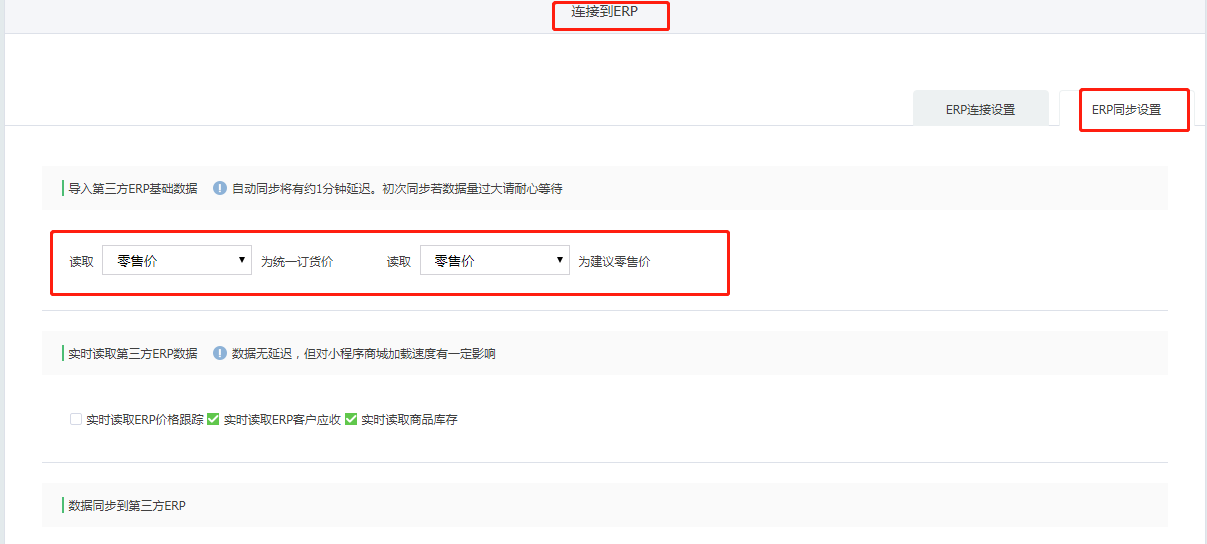 连接到ERP
ERP连接设置 ERP同步设置
导入第三方ERP基础数据 ! 自动同步将有约1分钟延迟。初次同步若数据量过大请耐心等待
读取 零售价 为统一订货价 读取 零售价 为建议零售价
实时读取第三方ERP数据 ! 数据无延迟，但对小程序商城加载速度有一定影响
实时读取ERP价格跟踪 实时读取ERP客户应收 实时读取商品库存
数据同步到第三方ERP